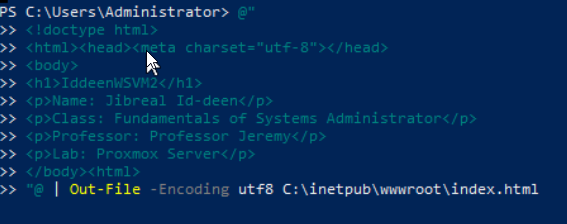 PS C:\Users\Administrator> @"
>> <!doctype html>
>> <html><head><meta charset="utf-8"></head>
>> <body>
>> <h1>IddeenWSVM2</h1>
>> <p>Name: Jibreal Id-deen</p>
>> <p>Class: Fundamentals of Systems Administrator</p>
>> <p>Professor: Professor Jeremy</p>
>> <p>Lab: Proxmox Server</p>
>> </body><html>
>> "@ | Out-File -Encoding utf8 C:\inetpub\wwwroot\index.html